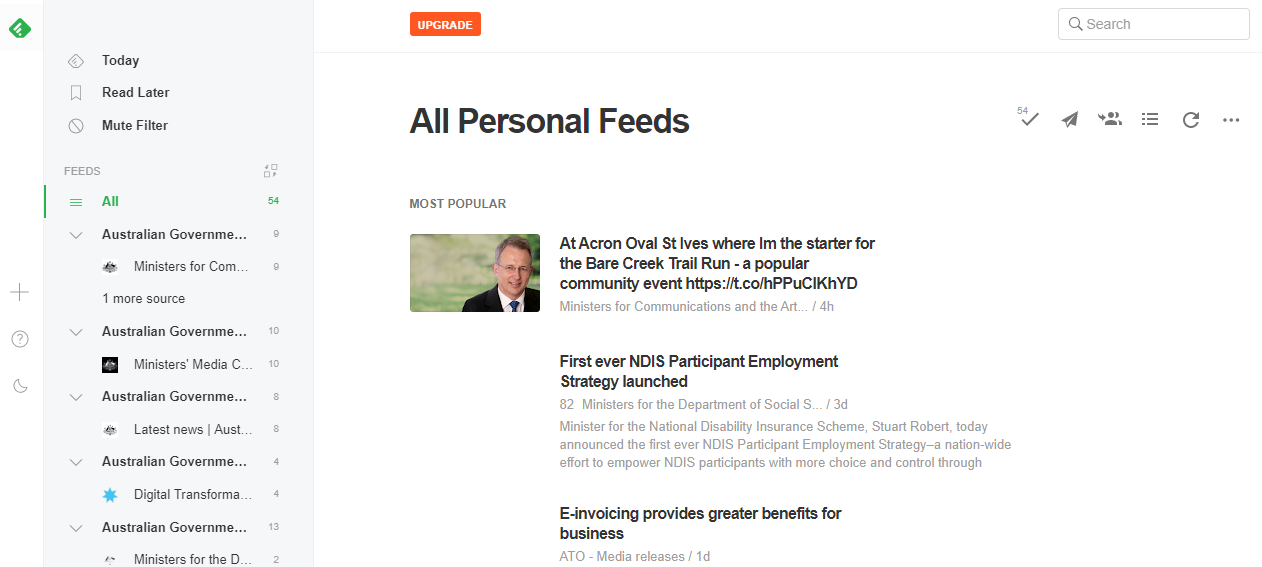 UPGRADE
Search
Today
Read Later
Mute Filter
FEEDS
All 54
Australian Governme... 9
Ministers for Com... 9
1 more source
Australian Governme... 10
Ministers' Media C... 10
Australian Governme... 8
Latest news | Aust... 8
Australian Governme... 4
Digital Transforma... 4
Australian Governme... 13
Ministers for the D... 2
All Personal Feeds
54
MOST POPULAR
At Acron Oval St Ives where Im the starter for
the Bare Creek Trail Run - a popular
community event https://t.co/hPPuClKhYD
Ministers for Communications and the Art... / 4h
First ever NDIS Participant Employment
Strategy launched
82 Ministers for the Department of Social S... / 3d
Minister for the National Disability Insurance Scheme, Stuart Robert, today
announced the first ever NDIS Participant Employment Strategy–a nation-wide
effort to empower NDIS participants with more choice and control through
E-invoicing provides greater benefits for
business
ATO - Media releases / 1d